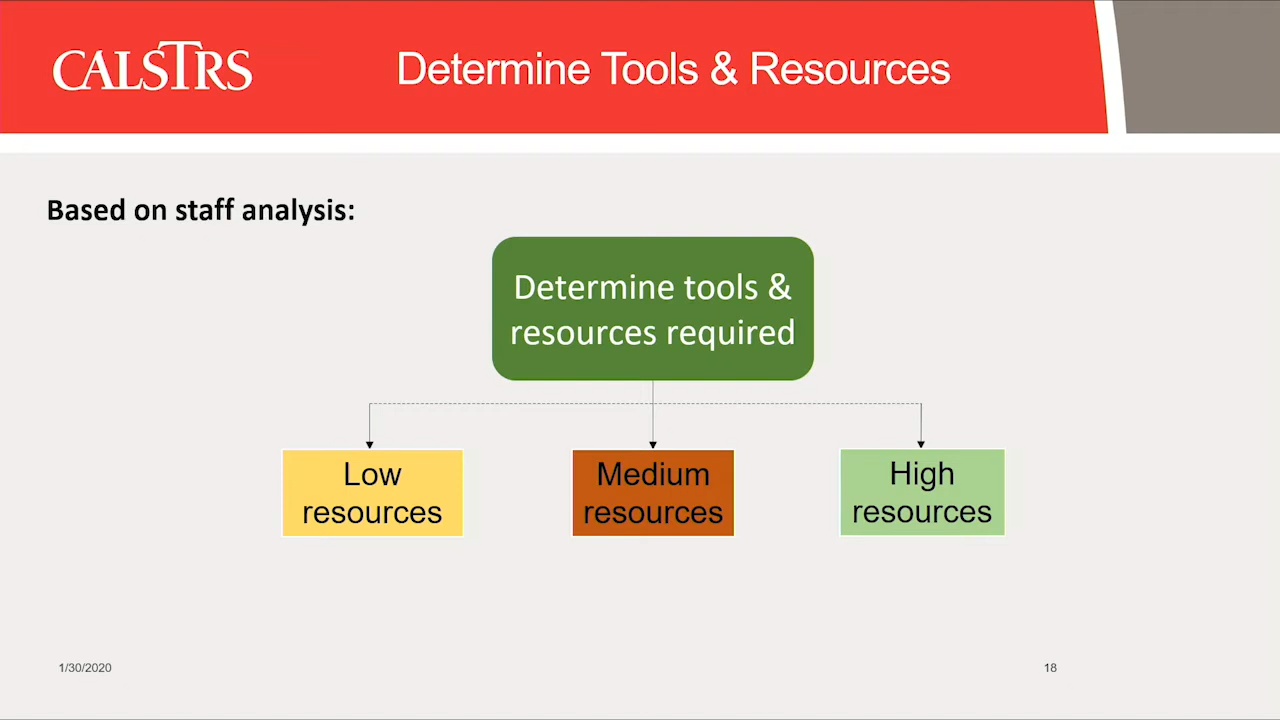 CALSTRS
Determine Tools & Resources
Based on staff analysis:
Determine tools &
resources required
Low
resources
Medium
resources
High
resources
1/30/2020
18